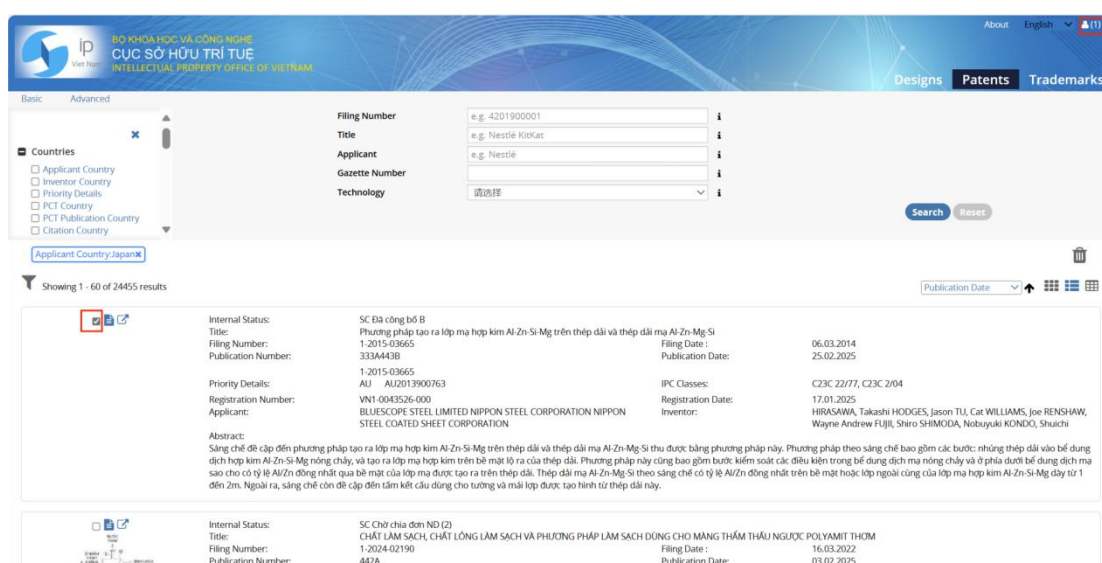 ip
Viet Nam
BỘ KHOA HỌC VÀ CÔNG NGHỆ
CỤC SỞ HỮU TRÍ TUỆ
INTELLECTUAL PROPERTY OFFICE OF VIETNAM
About English (1)
Designs Patents Trademarks
Basic Advanced
Countries
Applicant Country
Inventor Country
Priority Details
PCT Country
PCT Publication Country
Citation Country
Filing Number e.g. 4201900001
Title e.g. Nestlé KitKat
Applicant e.g. Nestlé
Gazette Number
Technology 请选择
Search Reset
Applicant Country:Japan
Showing 1 - 60 of 24455 results
Publication Date
Internal Status: SC Đã công bố B
Title: Phương pháp tạo ra lớp mạ hợp kim Al-Zn-Si-Mg trên thép dải và thép dải mạ Al-Zn-Mg-Si
Filing Number: 1-2015-03665 Filing Date : 06.03.2014
Publication Number: 333A443B Publication Date: 25.02.2025
1-2015-03665
Priority Details: AU AU2013900763 IPC Classes: C23C 22/77, C23C 2/04
Registration Number: VN1-0043526-000 Registration Date: 17.01.2025
Applicant: BLUESCOPE STEEL LIMITED NIPPON STEEL CORPORATION NIPPON Inventor: HIRASAWA, Takashi HODGES, Jason TU, Cat WILLIAMS, Joe RENSHAW,
STEEL COATED SHEET CORPORATION Wayne Andrew FUJII, Shiro SHIMODA, Nobuyuki KONDO, Shuichi
Abstract:
Sáng chế đề cập đến phương pháp tạo ra lớp mạ hợp kim Al-Zn-Si-Mg trên thép dải và thép dải mạ Al-Zn-Mg-Si thu được bằng phương pháp này. Phương pháp theo sáng chế bao gồm các bước: nhúng thép dải vào bể dung
dịch hợp kim Al-Zn-Si-Mg nóng chảy, và tạo ra lớp mạ hợp kim trên bề mặt lộ ra của thép dải. Phương pháp này cũng bao gồm bước kiểm soát các điều kiện trong bể dung dịch mạ nóng chảy và ở phía dưới bể dung dịch mạ
sao cho có tỷ lệ Al/Zn đồng nhất qua bề mặt của lớp mạ được tạo ra trên thép dải. Thép dải mạ Al-Zn-Mg-Si theo sáng chế có tỷ lệ Al/Zn đồng nhất trên bề mặt hoặc lớp ngoài cùng của lớp mạ hợp kim Al-Zn-Si-Mg dày từ 1
đến 2m. Ngoài ra, sáng chế còn đề cập đến tấm kết cấu dùng cho tường và mái lợp được tạo hình từ thép dải này.
Internal Status: SC Chờ chia đơn ND (2)
Title: CHẤT LÀM SẠCH, CHẤT LỎNG LÀM SẠCH VÀ PHƯƠNG PHÁP LÀM SẠCH DÙNG CHO MÀNG THẨM THẤU NGƯỢC POLYAMIT THƠM
Filing Number: 1-2024-02190 Filing Date : 16.03.2022
Publication Number: 442A Publication Date: 03.02.2025